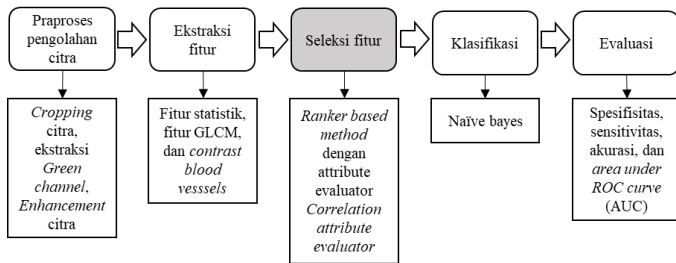 Praproses
pengolahan
citra
Ekstraksi
fitur
Seleksi fitur
Klasifikasi
Evaluasi
Cropping
citra,
ekstraksi
Green
channel,
Enhancement
citra
Fitur statistik,
fitur GLCM,
dan contrast
blood
vesssels
Ranker based
method
dengan
attribute
evaluator
Correlation
attribute
evaluator
Naïve bayes
Spesifisitas,
sensitivitas,
akurasi, dan
area under
ROC curve
(AUC)